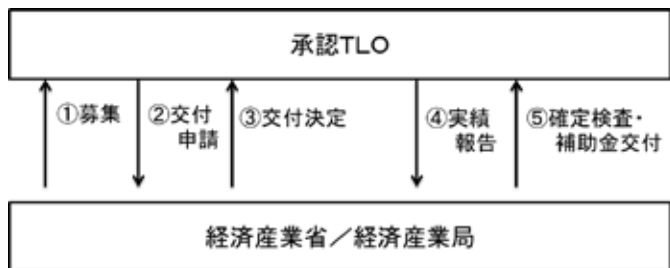 承認TLO
①募集
②交付
申請
③交付決定
④実績
報告
⑤確定検査・
補助金交付
経済産業省／経済産業局